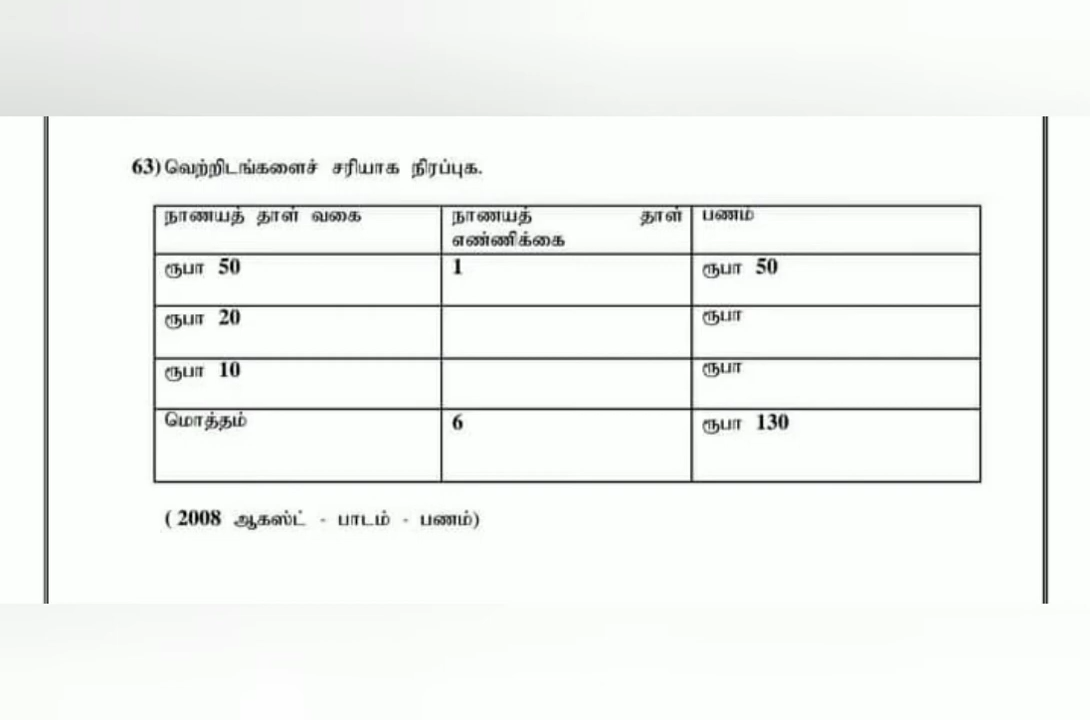 63) வெற்றிடங்களைச் சரியாக நிரப்புக.
நாணயத் தாள் வகை நாணயத் தாள் பணம்
எண்ணிக்கை
ரூபா 50 1 ரூபா 50
ரூபா 20 ரூபா
ரூபா 10 ரூபா
மொத்தம் 6 ரூபா 130
( 2008 ஆகஸ்ட் - பாடம் - பணம்)